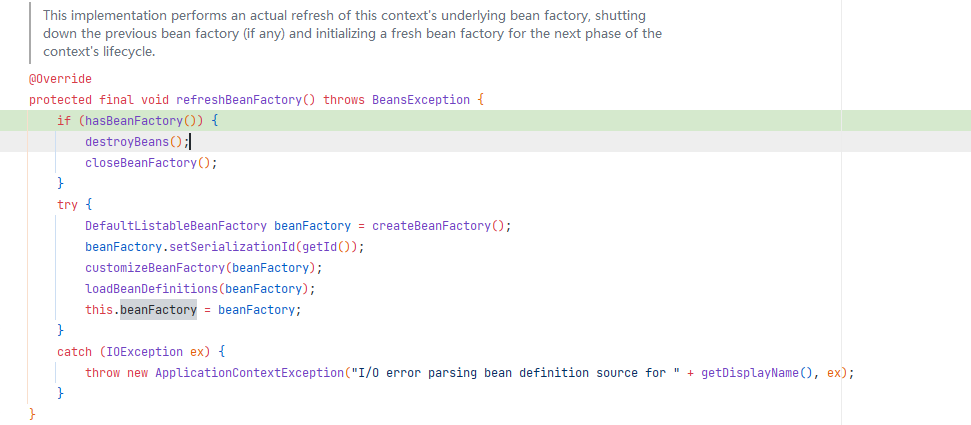 This implementation performs an actual refresh of this context's underlying bean factory, shutting
down the previous bean factory (if any) and initializing a fresh bean factory for the next phase of the
context's lifecycle.
@Override
protected final void refreshBeanFactory() throws BeansException {
    if (hasBeanFactory()) {
        destroyBeans();
        closeBeanFactory();
    }
    try {
        DefaultListableBeanFactory beanFactory = createBeanFactory();
        beanFactory.setSerializationId(getId());
        customizeBeanFactory(beanFactory);
        loadBeanDefinitions(beanFactory);
        this.beanFactory = beanFactory;
    }
    catch (IOException ex) {
        throw new ApplicationContextException("I/O error parsing bean definition source for " + getDisplayName(), ex);
    }
}